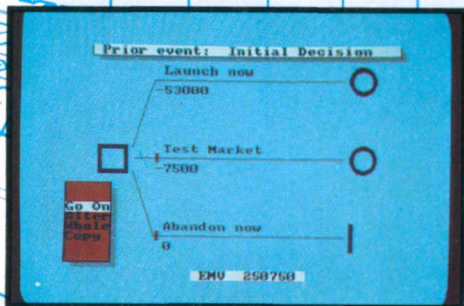 Prior event: Initial Decision
Launch now
-53000
Test Market
-7500
Go On
Alter
Whole
Copy
Abandon now
0
EMV 250750